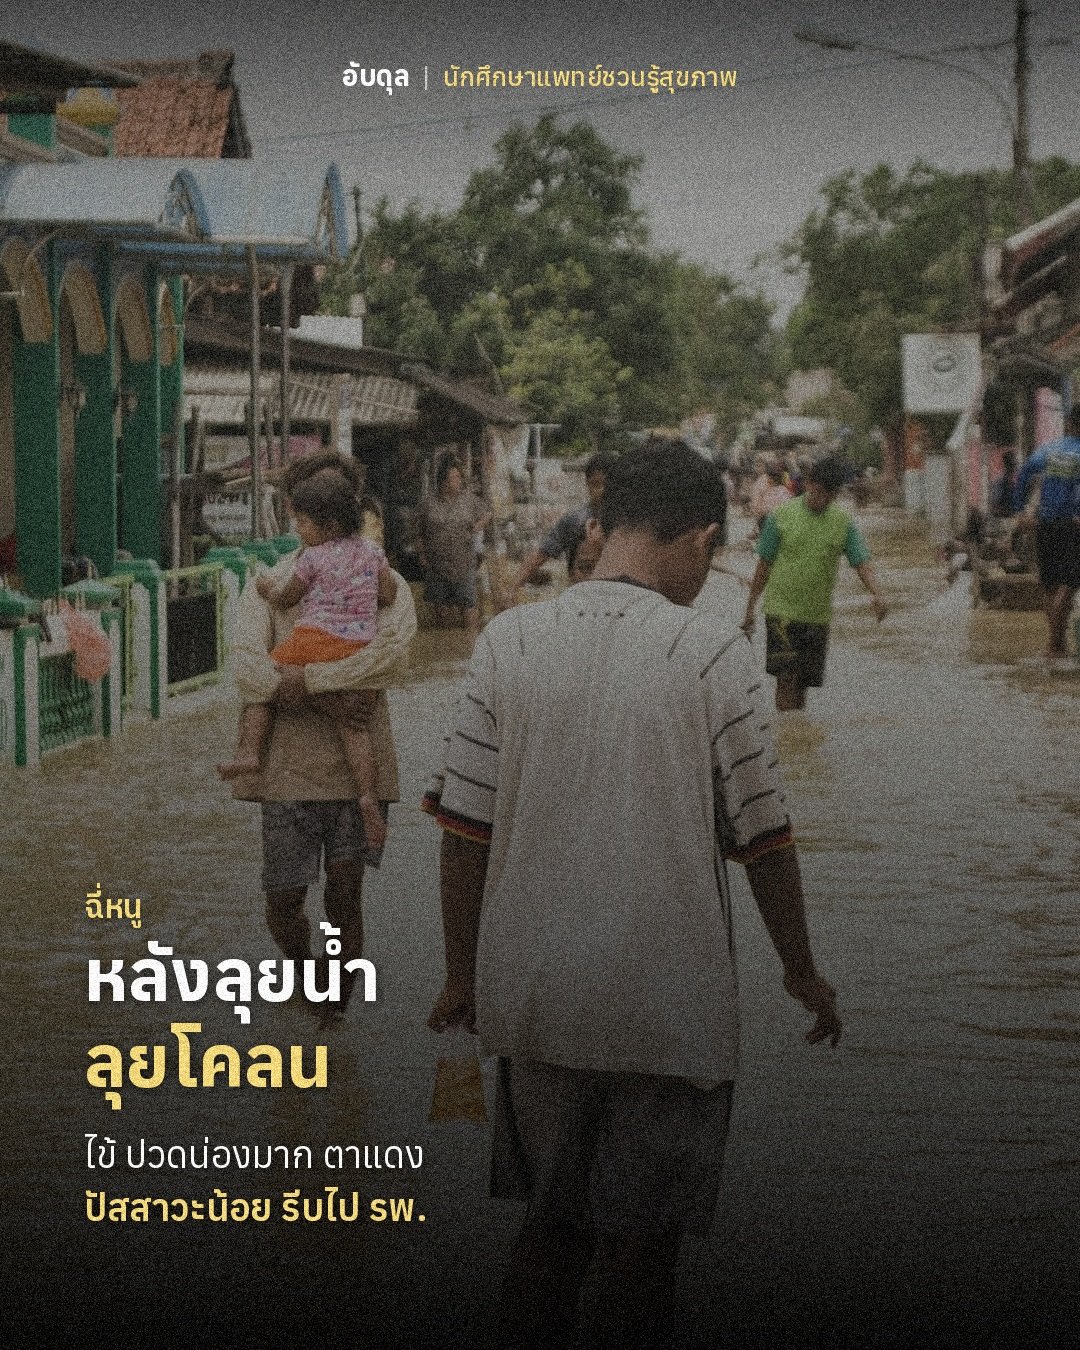 อับดุล | นักศึกษาแพทย์ชวนรู้สุขภาพ
ฉี่หนู
หลังลุยน้ำ
ลุยโคลน
ไข้ ปวดน่องมาก ตาแดง
ปัสสาวะน้อย รีบไป รพ.